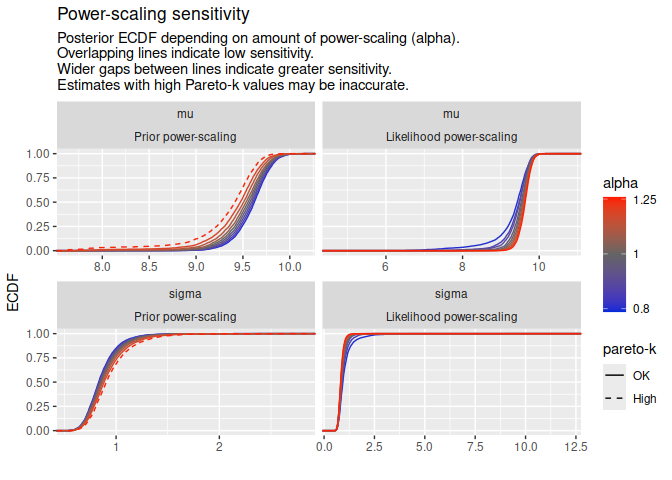 Power-scaling sensitivity
Posterior ECDF depending on amount of power-scaling (alpha).
Overlapping lines indicate low sensitivity.
Wider gaps between lines indicate greater sensitivity.
Estimates with high Pareto-k values may be inaccurate.
mu
Prior power-scaling
mu
Likelihood power-scaling
1.00
0.75
0.50
0.25
0.00
8.0 8.5 9.0 9.5 10.0
6 8 10
sigma
Prior power-scaling
sigma
Likelihood power-scaling
1.00
0.75
0.50
0.25
0.00
1 2
0.0 2.5 5.0 7.5 10.0 12.5
ECDF
alpha
1.25
1
0.8
pareto-k
OK
High